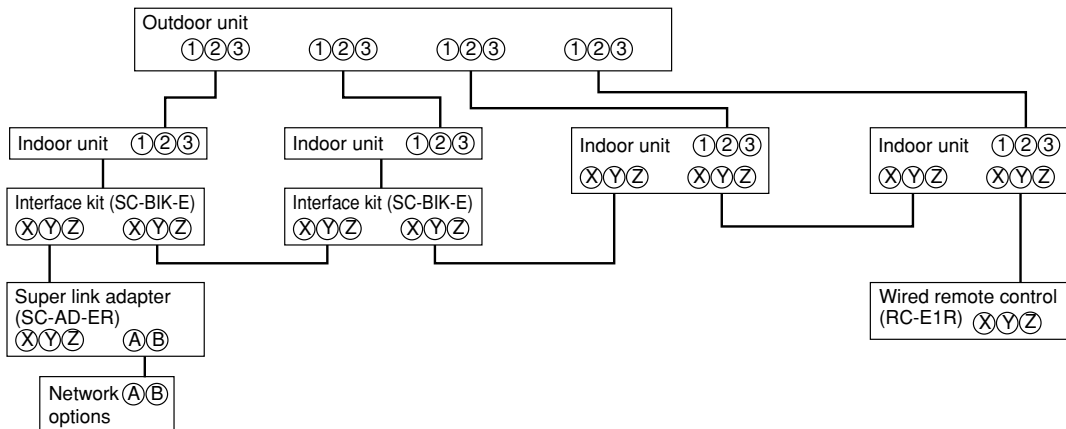 Outdoor unit
①②③ ①②③ ①②③ ①②③
Indoor unit ①②③
Indoor unit ①②③
Indoor unit ①②③
ⓍⓎⓏ ⓍⓎⓏ
Indoor unit ①②③
ⓍⓎⓏ ⓍⓎⓏ
Interface kit (SC-BIK-E)
ⓍⓎⓏ ⓍⓎⓏ
Interface kit (SC-BIK-E)
ⓍⓎⓏ ⓍⓎⓏ
Super link adapter
(SC-AD-ER)
ⓍⓎⓏ ⒶⒷ
Wired remote control
(RC-E1R) ⓍⓎⓏ
Network ⒶⒷ
options